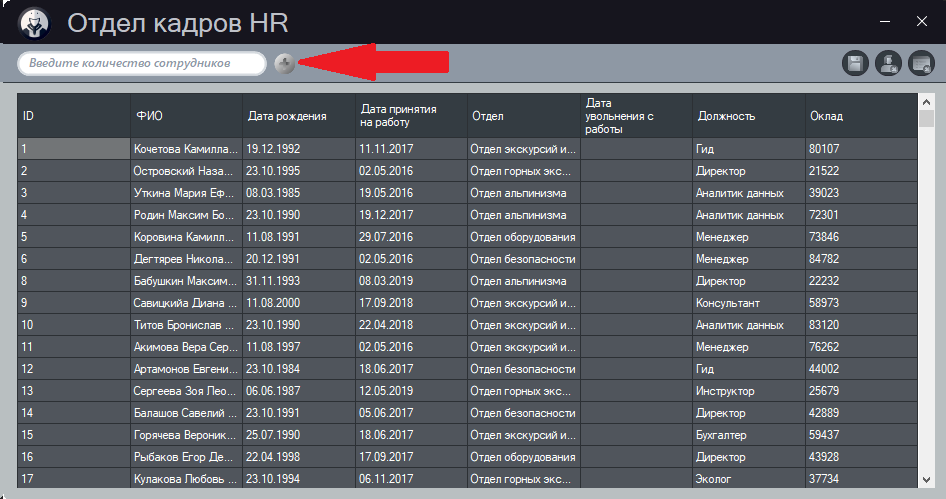 Отдел кадров HR
Введите количество сотрудников
ID ФИО Дата рождения Дата принятия на работу Отдел Дата увольнения с работы Должность Оклад
1 Кочетова Камилла... 19.12.1992 11.11.2017 Отдел экскурсий и... Гид 80107
2 Островский Наза... 23.10.1995 02.05.2016 Отдел горных экс... Директор 21522
3 Уткина Мария Еф... 08.03.1985 19.05.2016 Отдел альпинизма Аналитик данных 39023
4 Родин Максим Бо... 23.10.1990 19.12.2017 Отдел альпинизма Аналитик данных 72301
5 Коровина Камилл... 11.08.1991 29.07.2016 Отдел оборудования Менеджер 73846
6 Дегтярев Никола... 20.12.1991 02.05.2016 Отдел безопасности Менеджер 84782
8 Бабушкин Максим... 31.11.1993 08.03.2019 Отдел альпинизма Директор 22232
9 Савицкийа Диана ... 11.08.2000 17.09.2018 Отдел экскурсий и... Консультант 58973
10 Титов Бронислав ... 23.10.1990 22.04.2018 Отдел экскурсий и... Аналитик данных 83120
11 Акимова Вера Сер... 11.08.1997 02.05.2016 Отдел экскурсий и... Менеджер 76262
12 Артамонов Евгени... 23.10.1984 18.06.2017 Отдел безопасности Гид 44002
13 Сергеева Зоя Лео... 06.06.1987 12.05.2019 Отдел горных экс... Инструктор 25679
14 Балашов Савелий ... 23.10.1991 05.06.2017 Отдел безопасности Директор 42889
15 Горячева Вероник... 25.07.1990 18.06.2017 Отдел экскурсий и... Бухгалтер 59437
16 Рыбаков Егор Де... 22.04.1998 17.09.2017 Отдел оборудования Директор 43928
17 Кулакова Любовь ... 23.10.1994 06.11.2017 Отдел горных экс... Эколог 37734